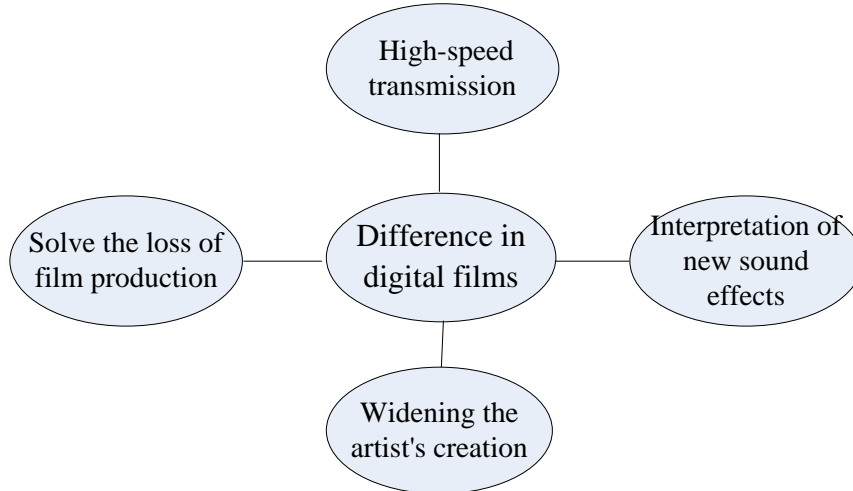 High-speed
transmission
Solve the loss of
film production
Difference in
digital films
Interpretation of
new sound
effects
Widening the
artist's creation